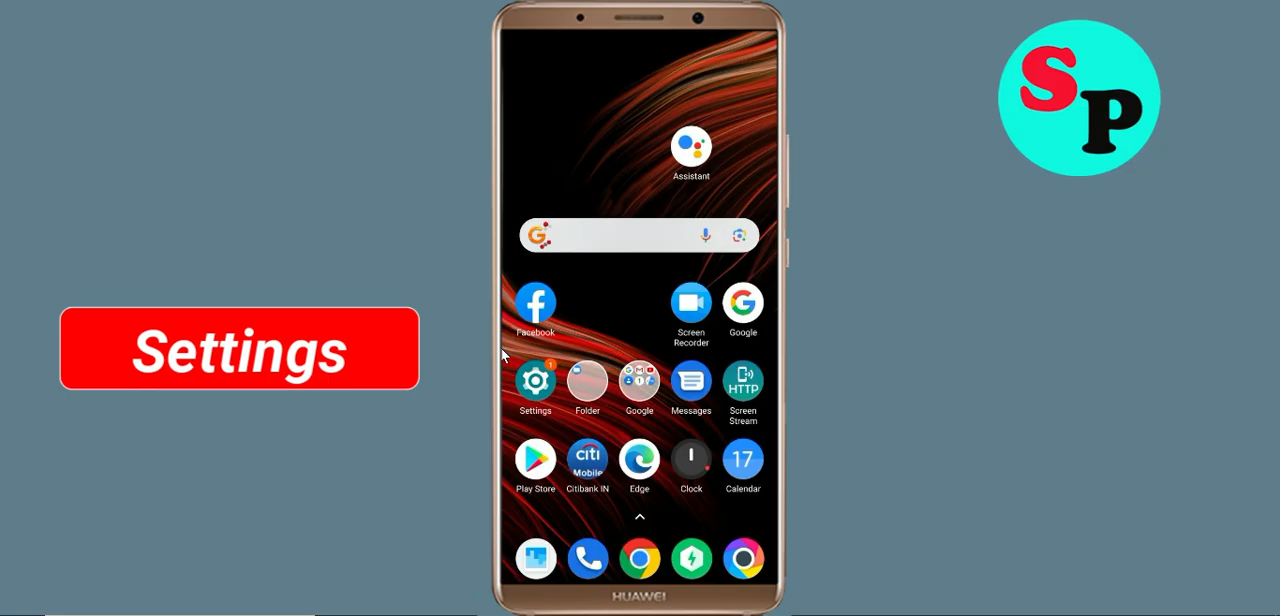 S
P
Assistant
G
Facebook
Screen
Recorder
Google
Settings
1
Settings
Folder
Google
Messages
HTTP
Screen
Stream
citi
Mobile
17
Play Store
Citibank IN
Edge
Clock
Calendar
HUAWEI